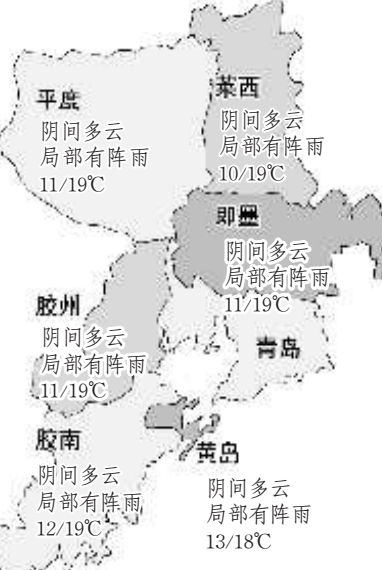 莱西
阴间多云
局部有阵雨
10/19℃
平度
阴间多云
局部有阵雨
11/19℃
即墨
阴间多云
局部有阵雨
11/19℃
胶州
阴间多云
局部有阵雨
11/19℃
青岛
胶南
阴间多云
局部有阵雨
12/19℃
黄岛
阴间多云
局部有阵雨
13/18℃